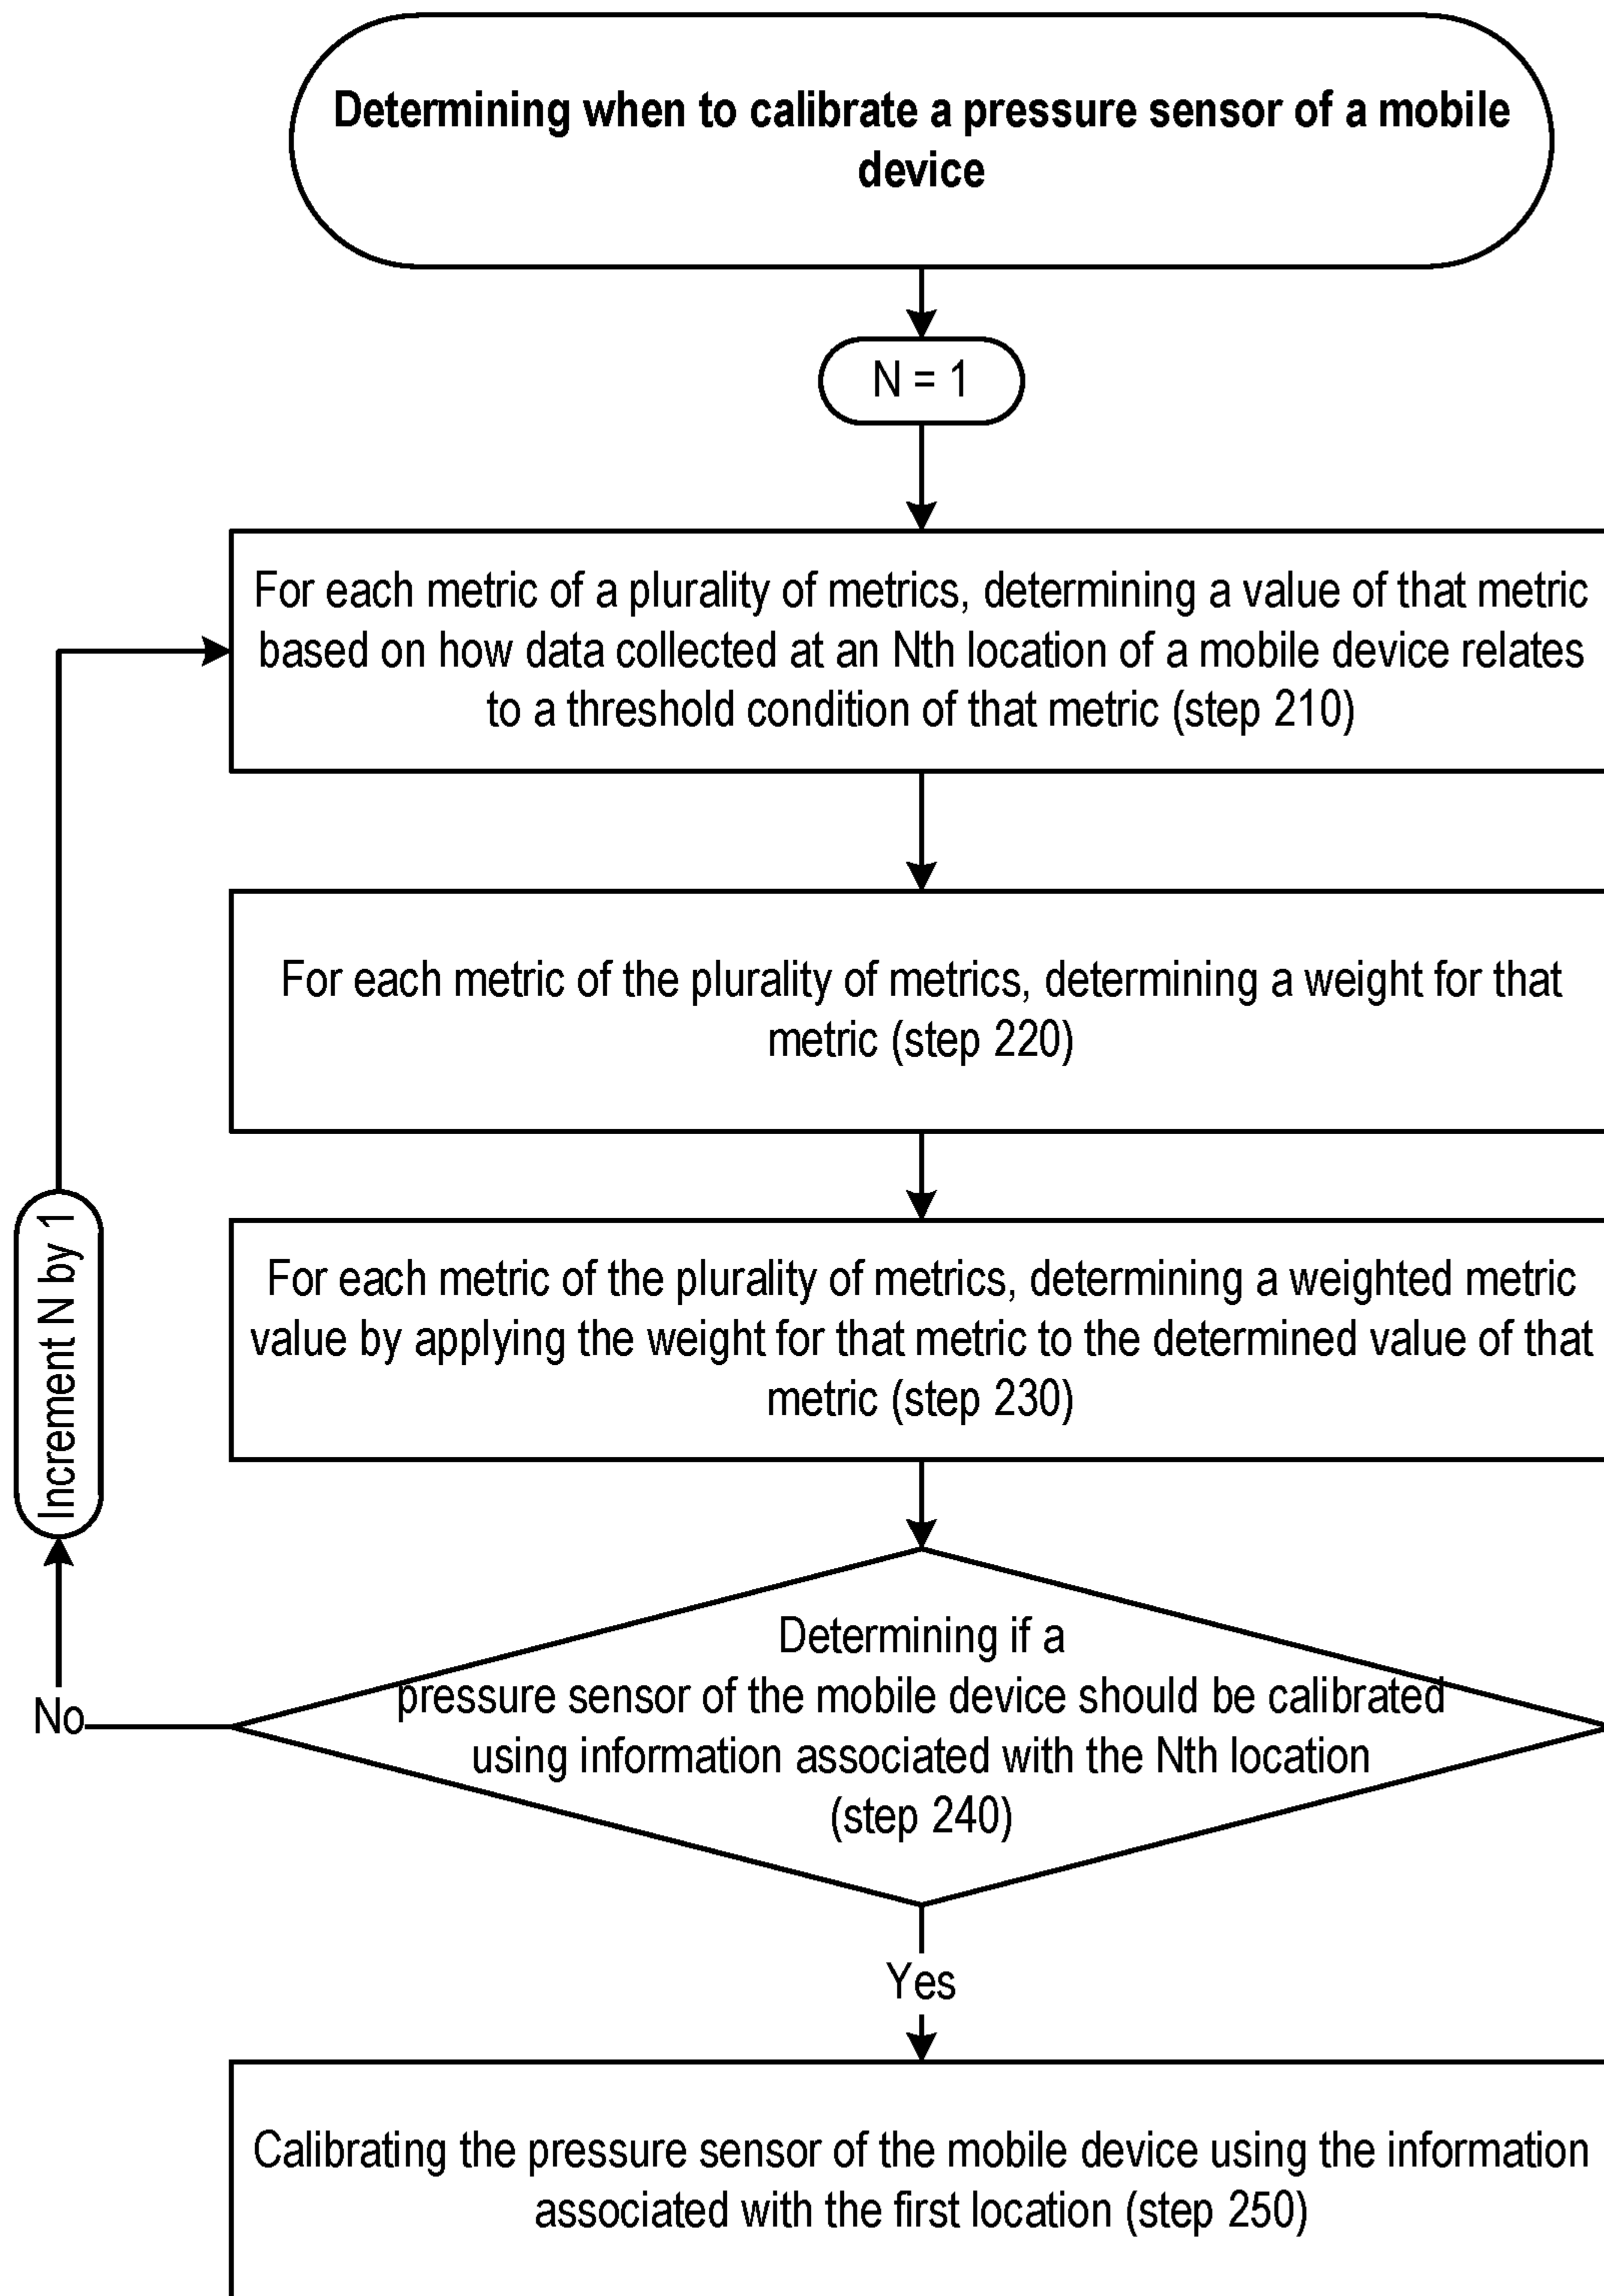 Determining when to calibrate a pressure sensor of a mobile
device
N = 1
For each metric of a plurality of metrics, determining a value of that metric
based on how data collected at an Nth location of a mobile device relates
to a threshold condition of that metric (step 210)
For each metric of the plurality of metrics, determining a weight for that
metric (step 220)
For each metric of the plurality of metrics, determining a weighted metric
value by applying the weight for that metric to the determined value of that
metric (step 230)
Increment N by 1
Determining if a
pressure sensor of the mobile device should be calibrated
using information associated with the Nth location
(step 240)
No
Yes
Calibrating the pressure sensor of the mobile device using the information
associated with the first location (step 250)